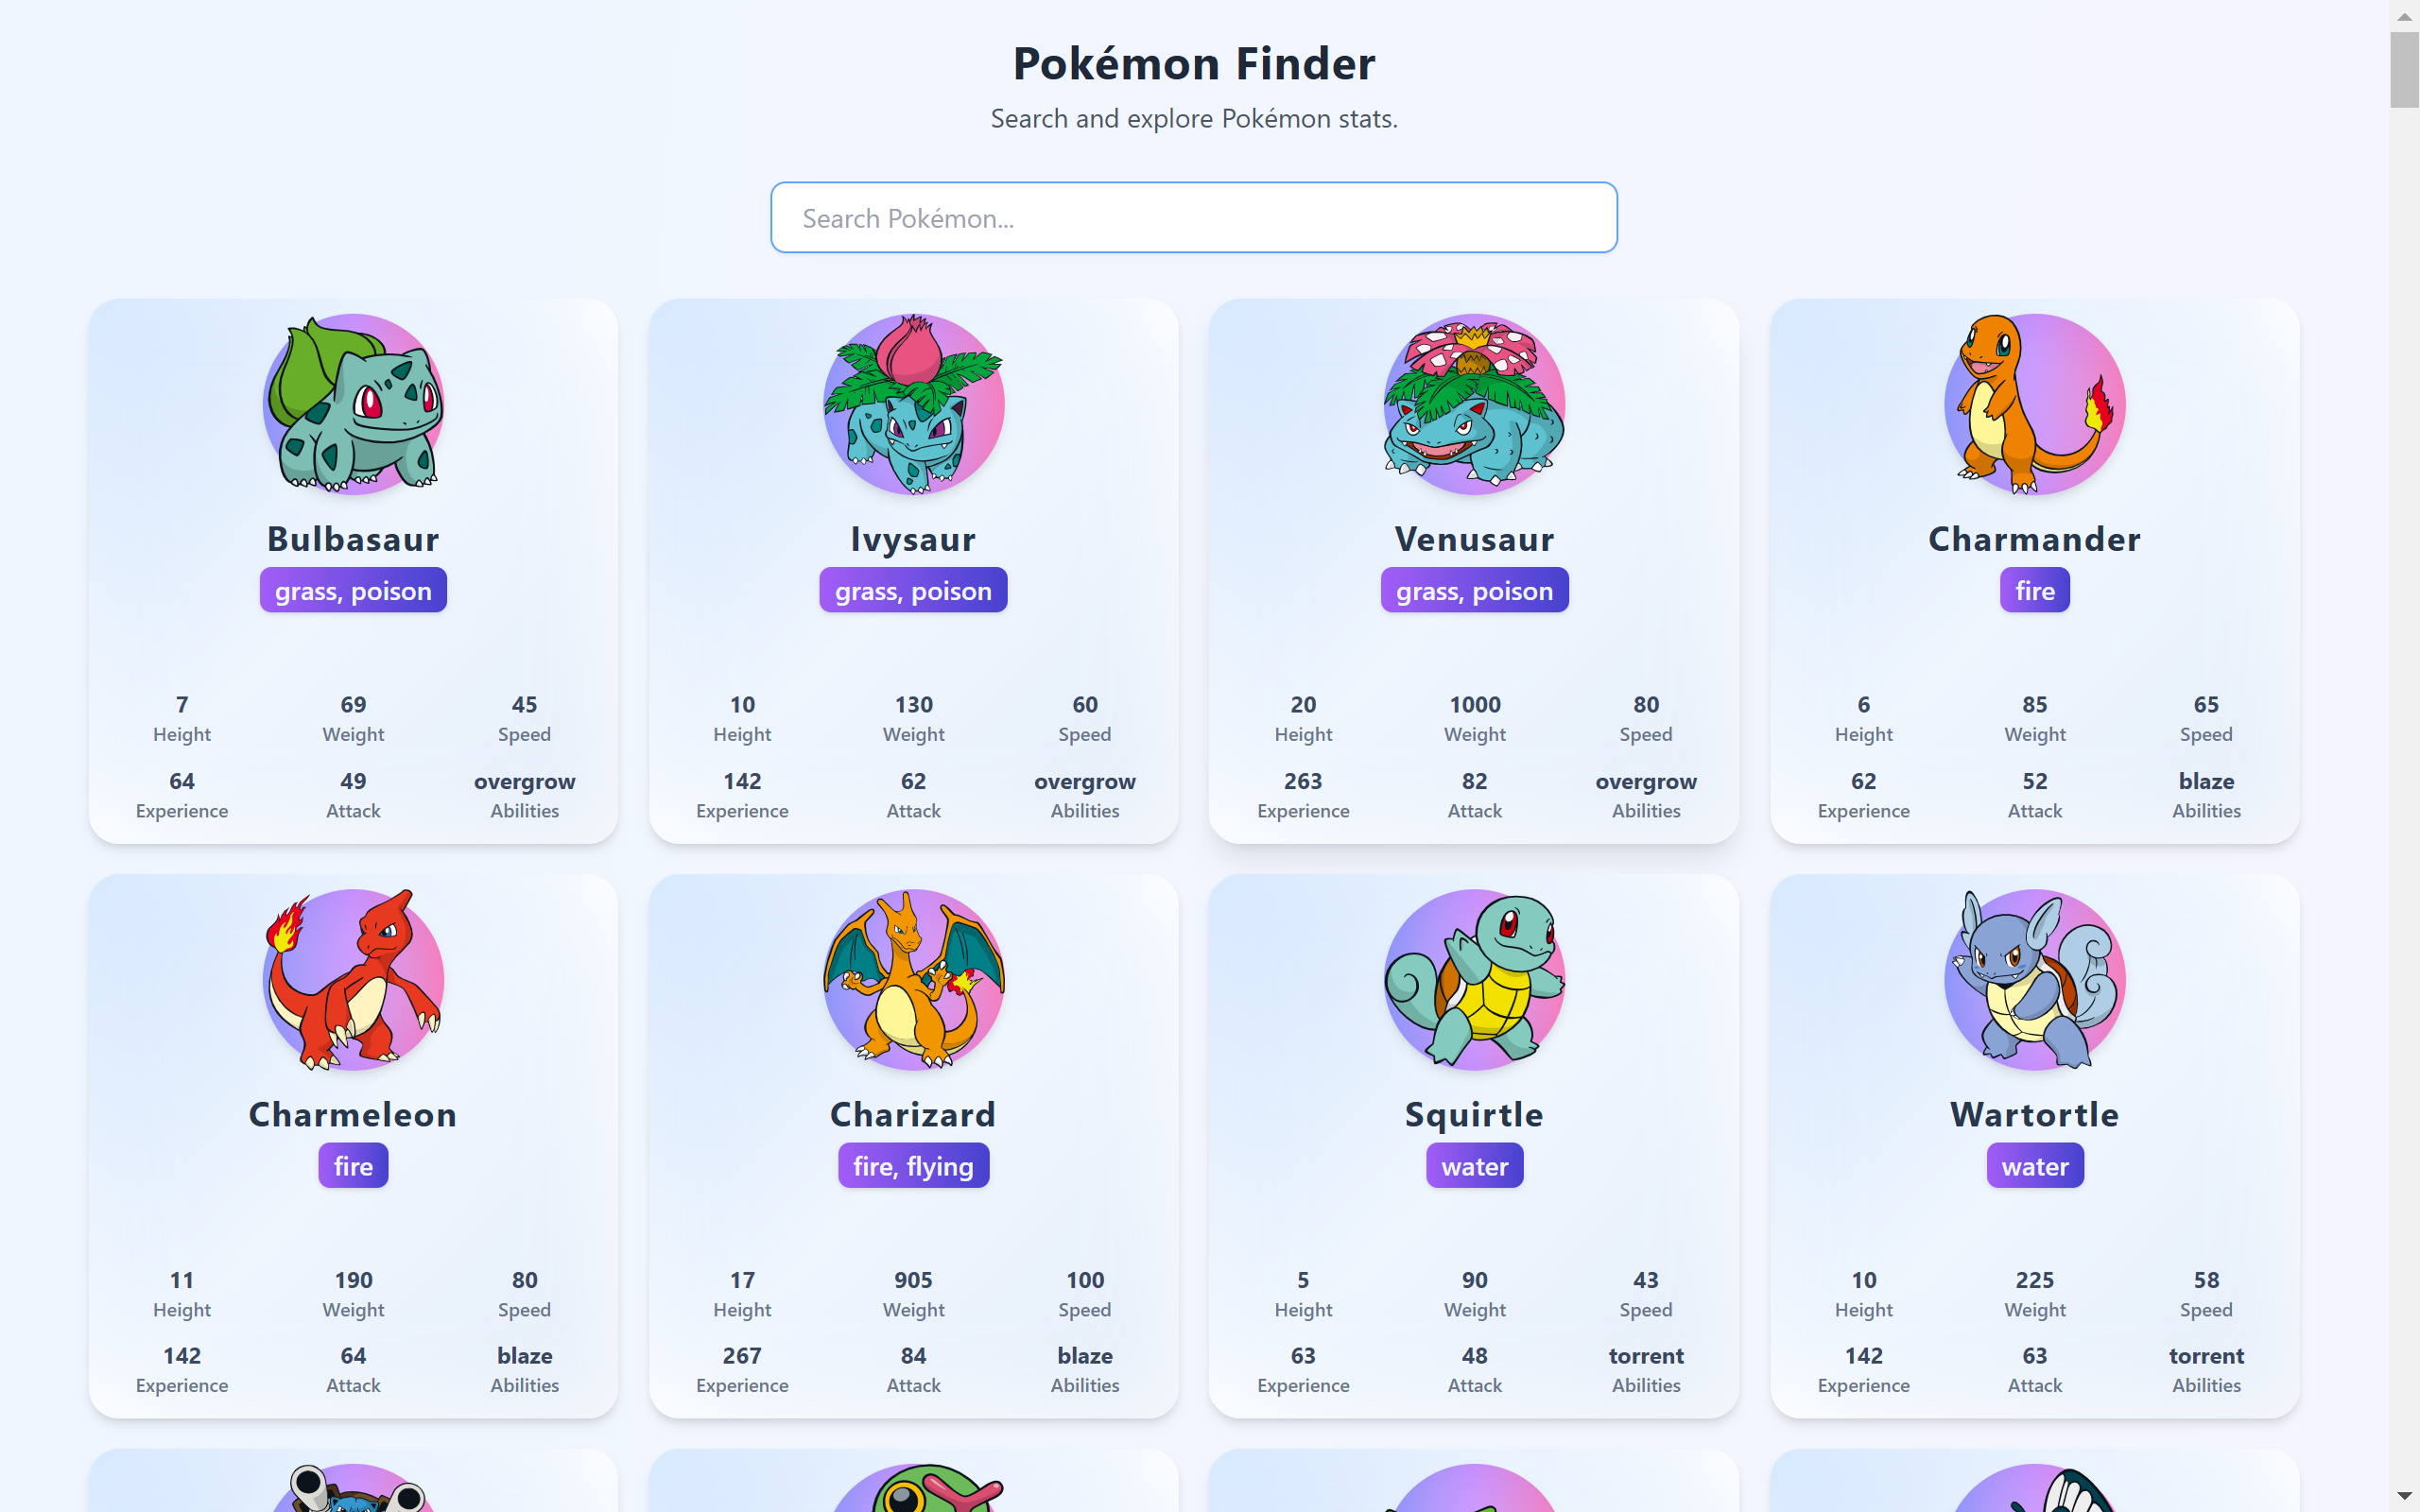 Pokémon Finder
Search and explore Pokémon stats.
Search Pokémon...
Bulbasaur
grass, poison
7 69 45
Height Weight Speed
64 49 overgrow
Experience Attack Abilities
Ivysaur
grass, poison
10 130 60
Height Weight Speed
142 62 overgrow
Experience Attack Abilities
Venusaur
grass, poison
20 1000 80
Height Weight Speed
263 82 overgrow
Experience Attack Abilities
Charmander
fire
6 85 65
Height Weight Speed
62 52 blaze
Experience Attack Abilities
Charmeleon
fire
11 190 80
Height Weight Speed
142 64 blaze
Experience Attack Abilities
Charizard
fire, flying
17 905 100
Height Weight Speed
267 84 blaze
Experience Attack Abilities
Squirtle
water
5 90 43
Height Weight Speed
63 48 torrent
Experience Attack Abilities
Wartortle
water
10 225 58
Height Weight Speed
142 63 torrent
Experience Attack Abilities